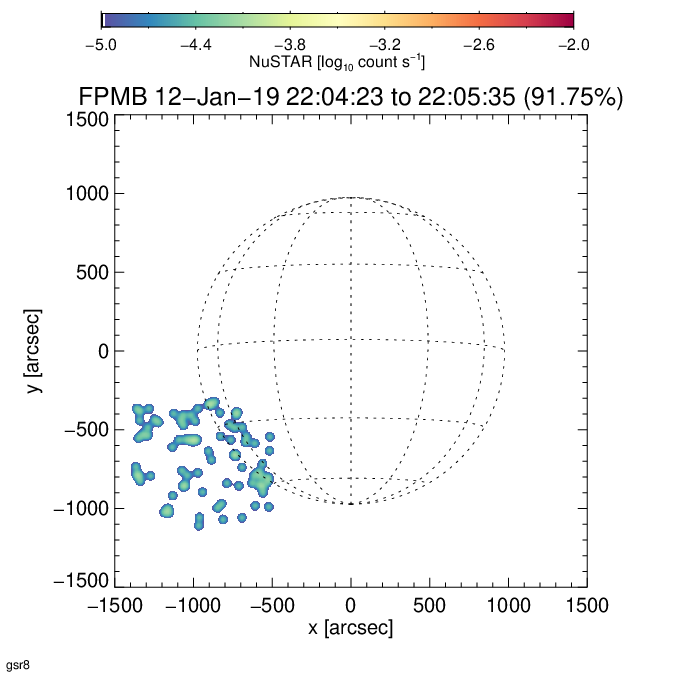 −5.0 −4.4 −3.8 −3.2 −2.6 −2.0
NuSTAR [log₁₀ count s⁻¹]
FPMB 12−Jan−19 22:04:23 to 22:05:35 (91.75%)
1500
1000
500
0
−500
−1000
−1500
y [arcsec]
−1500 −1000 −500 0 500 1000 1500
x [arcsec]
gsr8